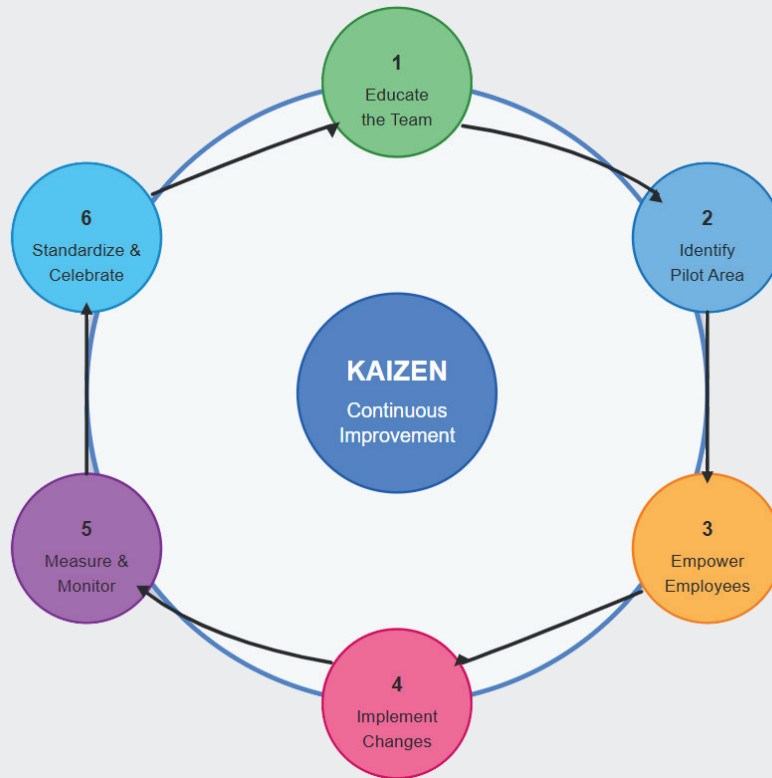 1
Educate
the Team
2
Identify
Pilot Area
3
Empower
Employees
4
Implement
Changes
5
Measure &
Monitor
6
Standardize &
Celebrate
KAIZEN
Continuous
Improvement